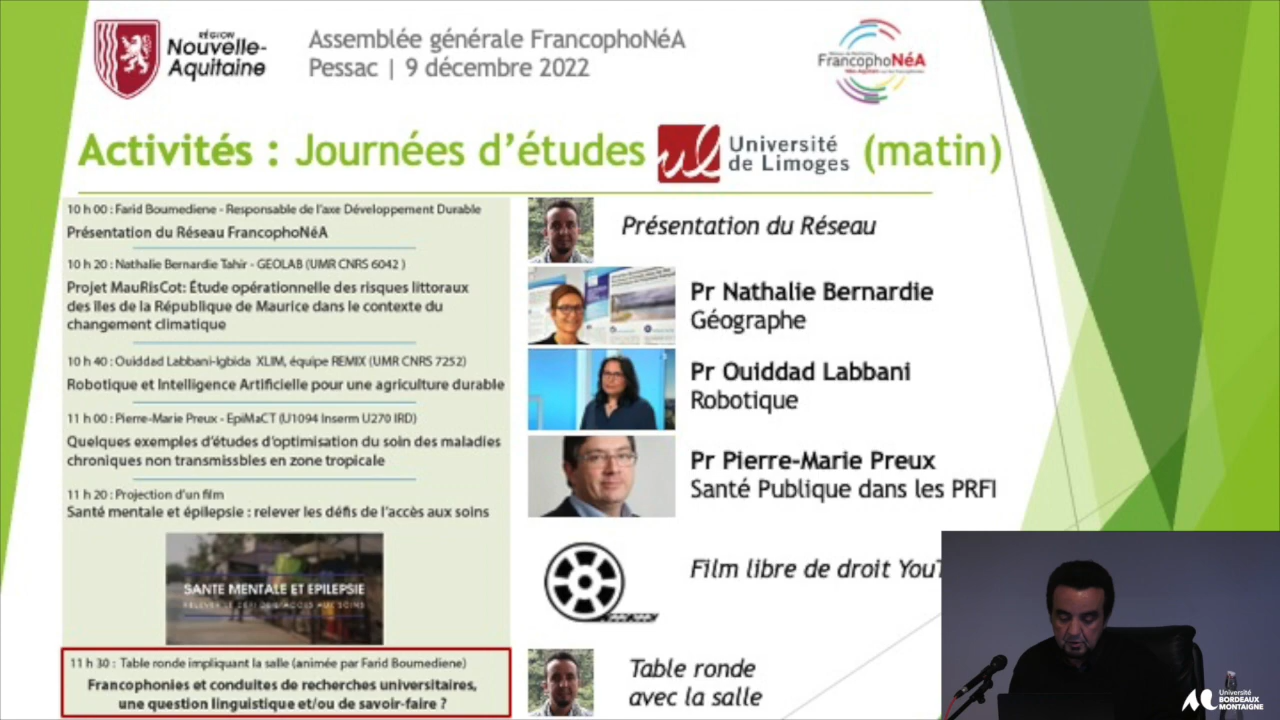 RÉGION
Nouvelle-
Aquitaine
Assemblée générale FrancophoNéA
Pessac | 9 décembre 2022
FrancophoNéA
Activités : Journées d'études ul Université de Limoges (matin)
10 h 00 : Farid Boumediene - Responsable de l'axe Développement Durable
Présentation du Réseau FrancophoNéA
10 h 20 : Nathalie Bernardie Tahir - GEOLAB (UMR CNRS 6042 )
Projet MauRisCot: Étude opérationnelle des risques littoraux
des îles de la République de Maurice dans le contexte du
changement climatique
10 h 40 : Ouiddad Labbani-Igbida XLIM, équipe REMIX (UMR CNRS 7252)
Robotique et Intelligence Artificielle pour une agriculture durable
11 h 00 : Pierre-Marie Preux - EpiMaCT (U1094 Inserm U270 IRD)
Quelques exemples d'études d'optimisation du soin des maladies
chroniques non transmissbles en zone tropicale
11 h 20 : Projection d'un film
Santé mentale et épilepsie : relever les défis de l'accès aux soins
SANTE MENTALE ET EPILEPSIE
RELEVER LE DEFI DE L'ACCES AUX SOINS
11 h 30 : Table ronde impliquant la salle (animée par Farid Boumediene)
Francophonies et conduites de recherches universitaires,
une question linguistique et/ou de savoir-faire ?
Présentation du Réseau
Pr Nathalie Bernardie
Géographe
Pr Ouiddad Labbani
Robotique
Pr Pierre-Marie Preux
Santé Publique dans les PRFI
Film libre de droit YouT
Table ronde
avec la salle
Université
BORDEAUX
MONTAIGNE